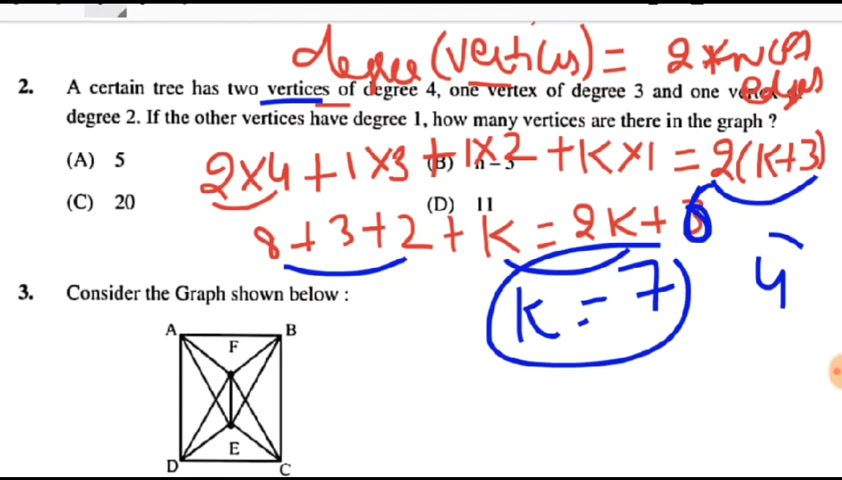 degree (vertices) = 2 * no of
edges
2. A certain tree has two vertices of degree 4, one vertex of degree 3 and one
degree 2. If the other vertices have degree 1, how many vertices are there in the graph ?
(A) 5
(B)
2×4+1×3+1×2+K×1=2(K+3)
(C) 20
(D) 11
8+3+2+K=2K+6
K=7
4
3. Consider the Graph shown below :
A B
F
E
D C